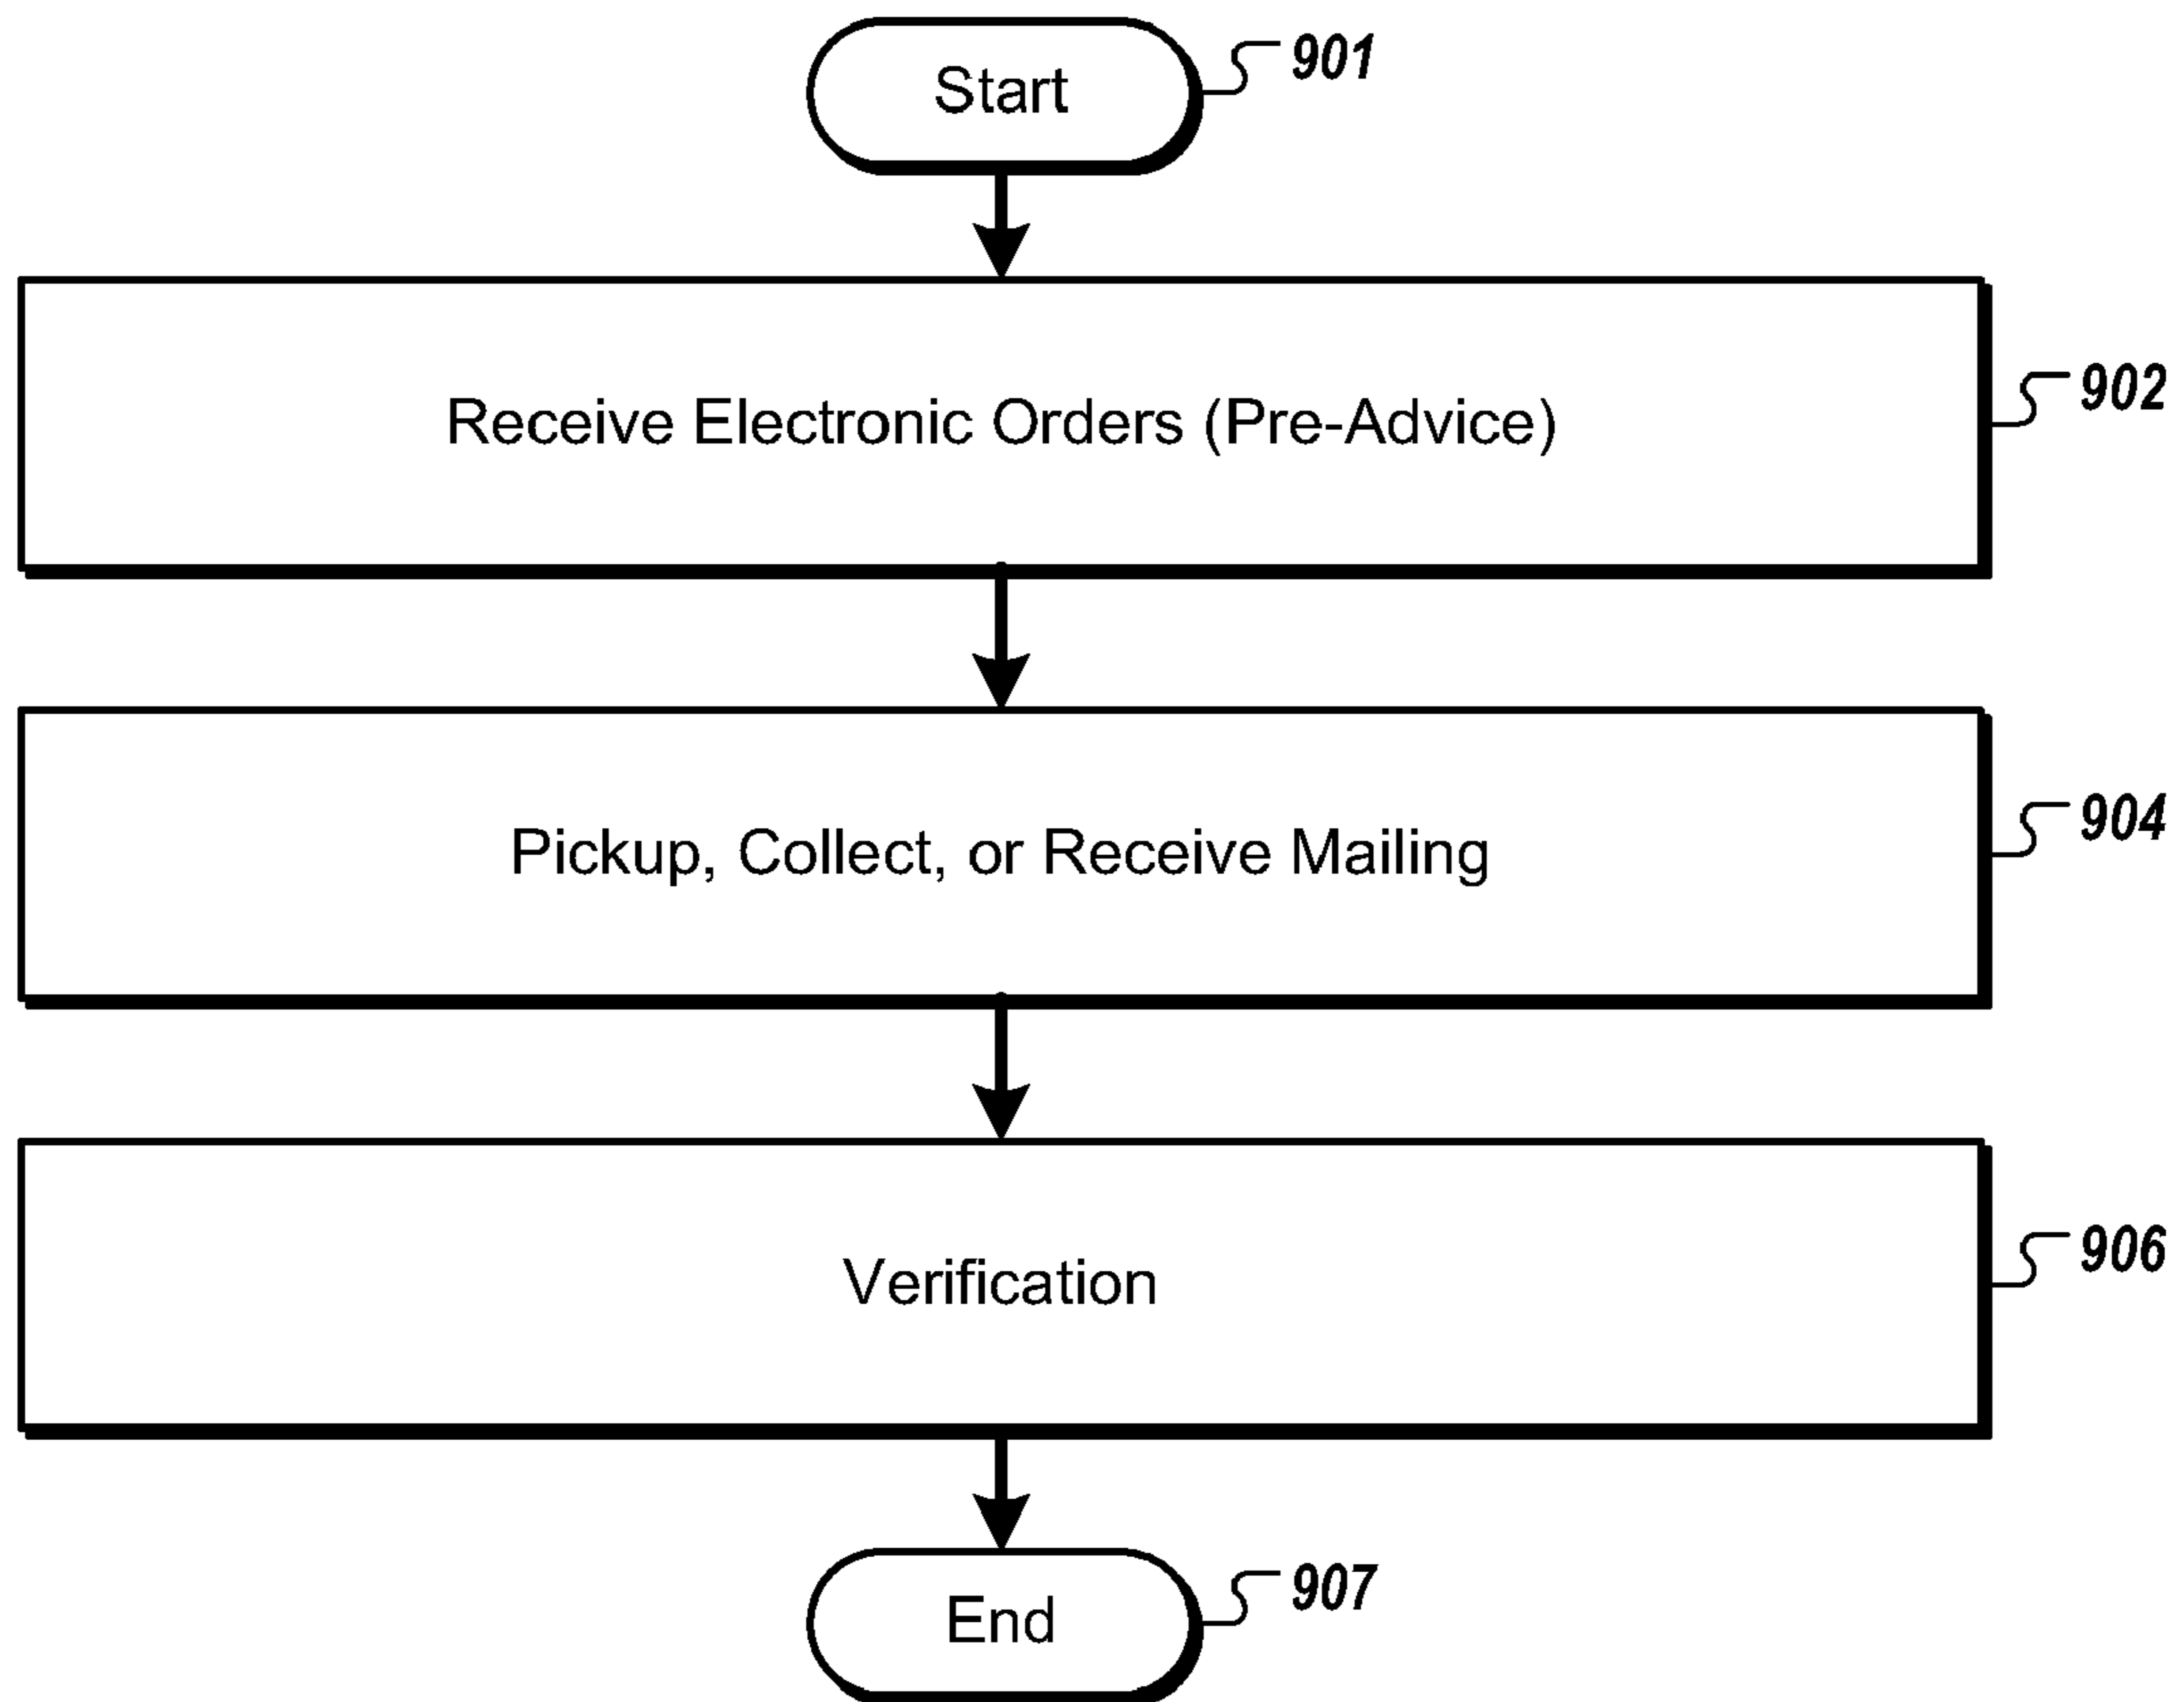 Start
901
Receive Electronic Orders (Pre-Advice)
902
Pickup, Collect, or Receive Mailing
904
Verification
906
End
907